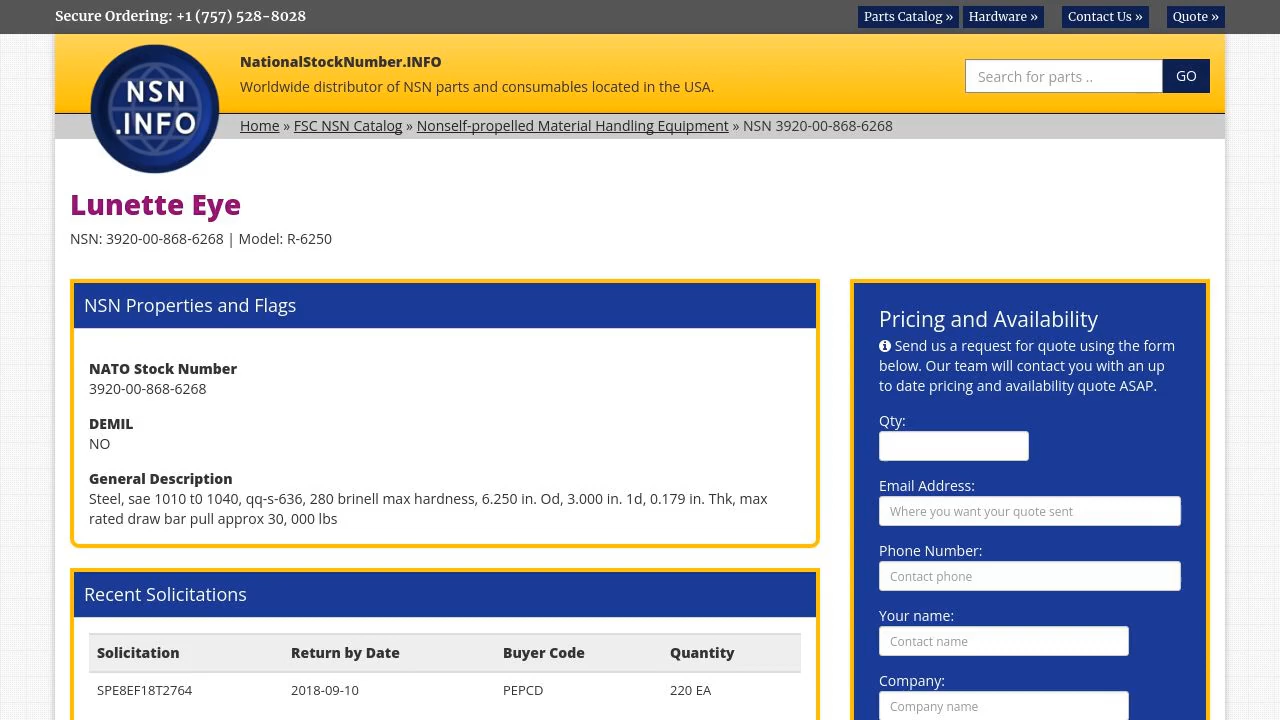 Secure Ordering: +1 (757) 528-8028
Parts Catalog »
Hardware »
Contact Us »
Quote »
NSN
.INFO
NationalStockNumber.INFO
Worldwide distributor of NSN parts and consumables located in the USA.
Search for parts ..
GO
Home » FSC NSN Catalog » Nonself-propelled Material Handling Equipment » NSN 3920-00-868-6268
Lunette Eye
NSN: 3920-00-868-6268 | Model: R-6250
NSN Properties and Flags
NATO Stock Number
3920-00-868-6268
DEMIL
NO
General Description
Steel, sae 1010 t0 1040, qq-s-636, 280 brinell max hardness, 6.250 in. Od, 3.000 in. 1d, 0.179 in. Thk, max
rated draw bar pull approx 30, 000 lbs
Recent Solicitations
Solicitation Return by Date Buyer Code Quantity
SPE8EF18T2764 2018-09-10 PEPCD 220 EA
Pricing and Availability
Send us a request for quote using the form
below. Our team will contact you with an up
to date pricing and availability quote ASAP.
Qty:
Email Address:
Where you want your quote sent
Phone Number:
Contact phone
Your name:
Contact name
Company:
Company name